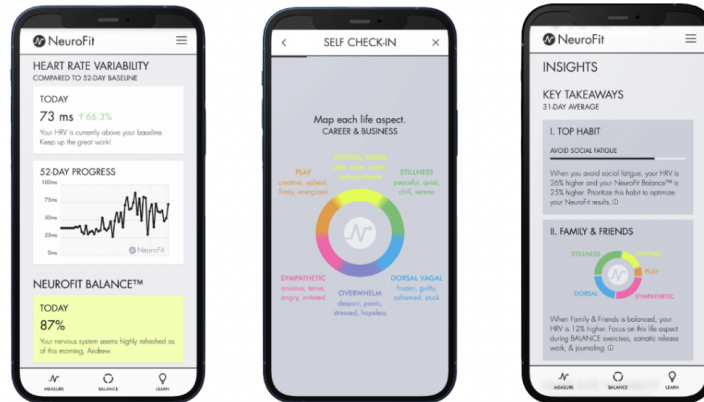 NeuroFit
HEART RATE VARIABILITY
COMPARED TO 52-DAY BASELINE
TODAY
73 ms ↑ 66.3%
Your HRV is currently above your baseline.
Keep up the great work!
52-DAY PROGRESS
100ms
75ms
50ms
25ms
0ms
NeuroFit
NEUROFIT BALANCE™
TODAY
87%
Your nervous system seems highly refreshed as
of this morning, Andrew.
MEASURE
BALANCE
LEARN
SELF CHECK-IN
Map each life aspect.
CAREER & BUSINESS
VENTRAL VAGAL
PLAY
creative, upbeat,
lively, energized
STILLNESS
peaceful, quiet,
chill, serene
SYMPATHETIC
anxious, tense,
angry, irritated
OVERWHELM
despair, panic,
stressed, hopeless
DORSAL VAGAL
frozen, guilty,
ashamed, stuck
NeuroFit
INSIGHTS
KEY TAKEAWAYS
31-DAY AVERAGE
I. TOP HABIT
AVOID SOCIAL FATIGUE
When you avoid social fatigue, your HRV is
26% higher and your NeuroFit Balance™ is
25% higher. Prioritize this habit to optimize
your NeuroFit results.
II. FAMILY & FRIENDS
STILLNESS
PLAY
DORSAL
SYMPATHETIC
When Family & Friends is balanced, your
HRV is 12% higher. Focus on this life aspect
during BALANCE exercises, somatic release
work, & journaling.
MEASURE
BALANCE
LEARN